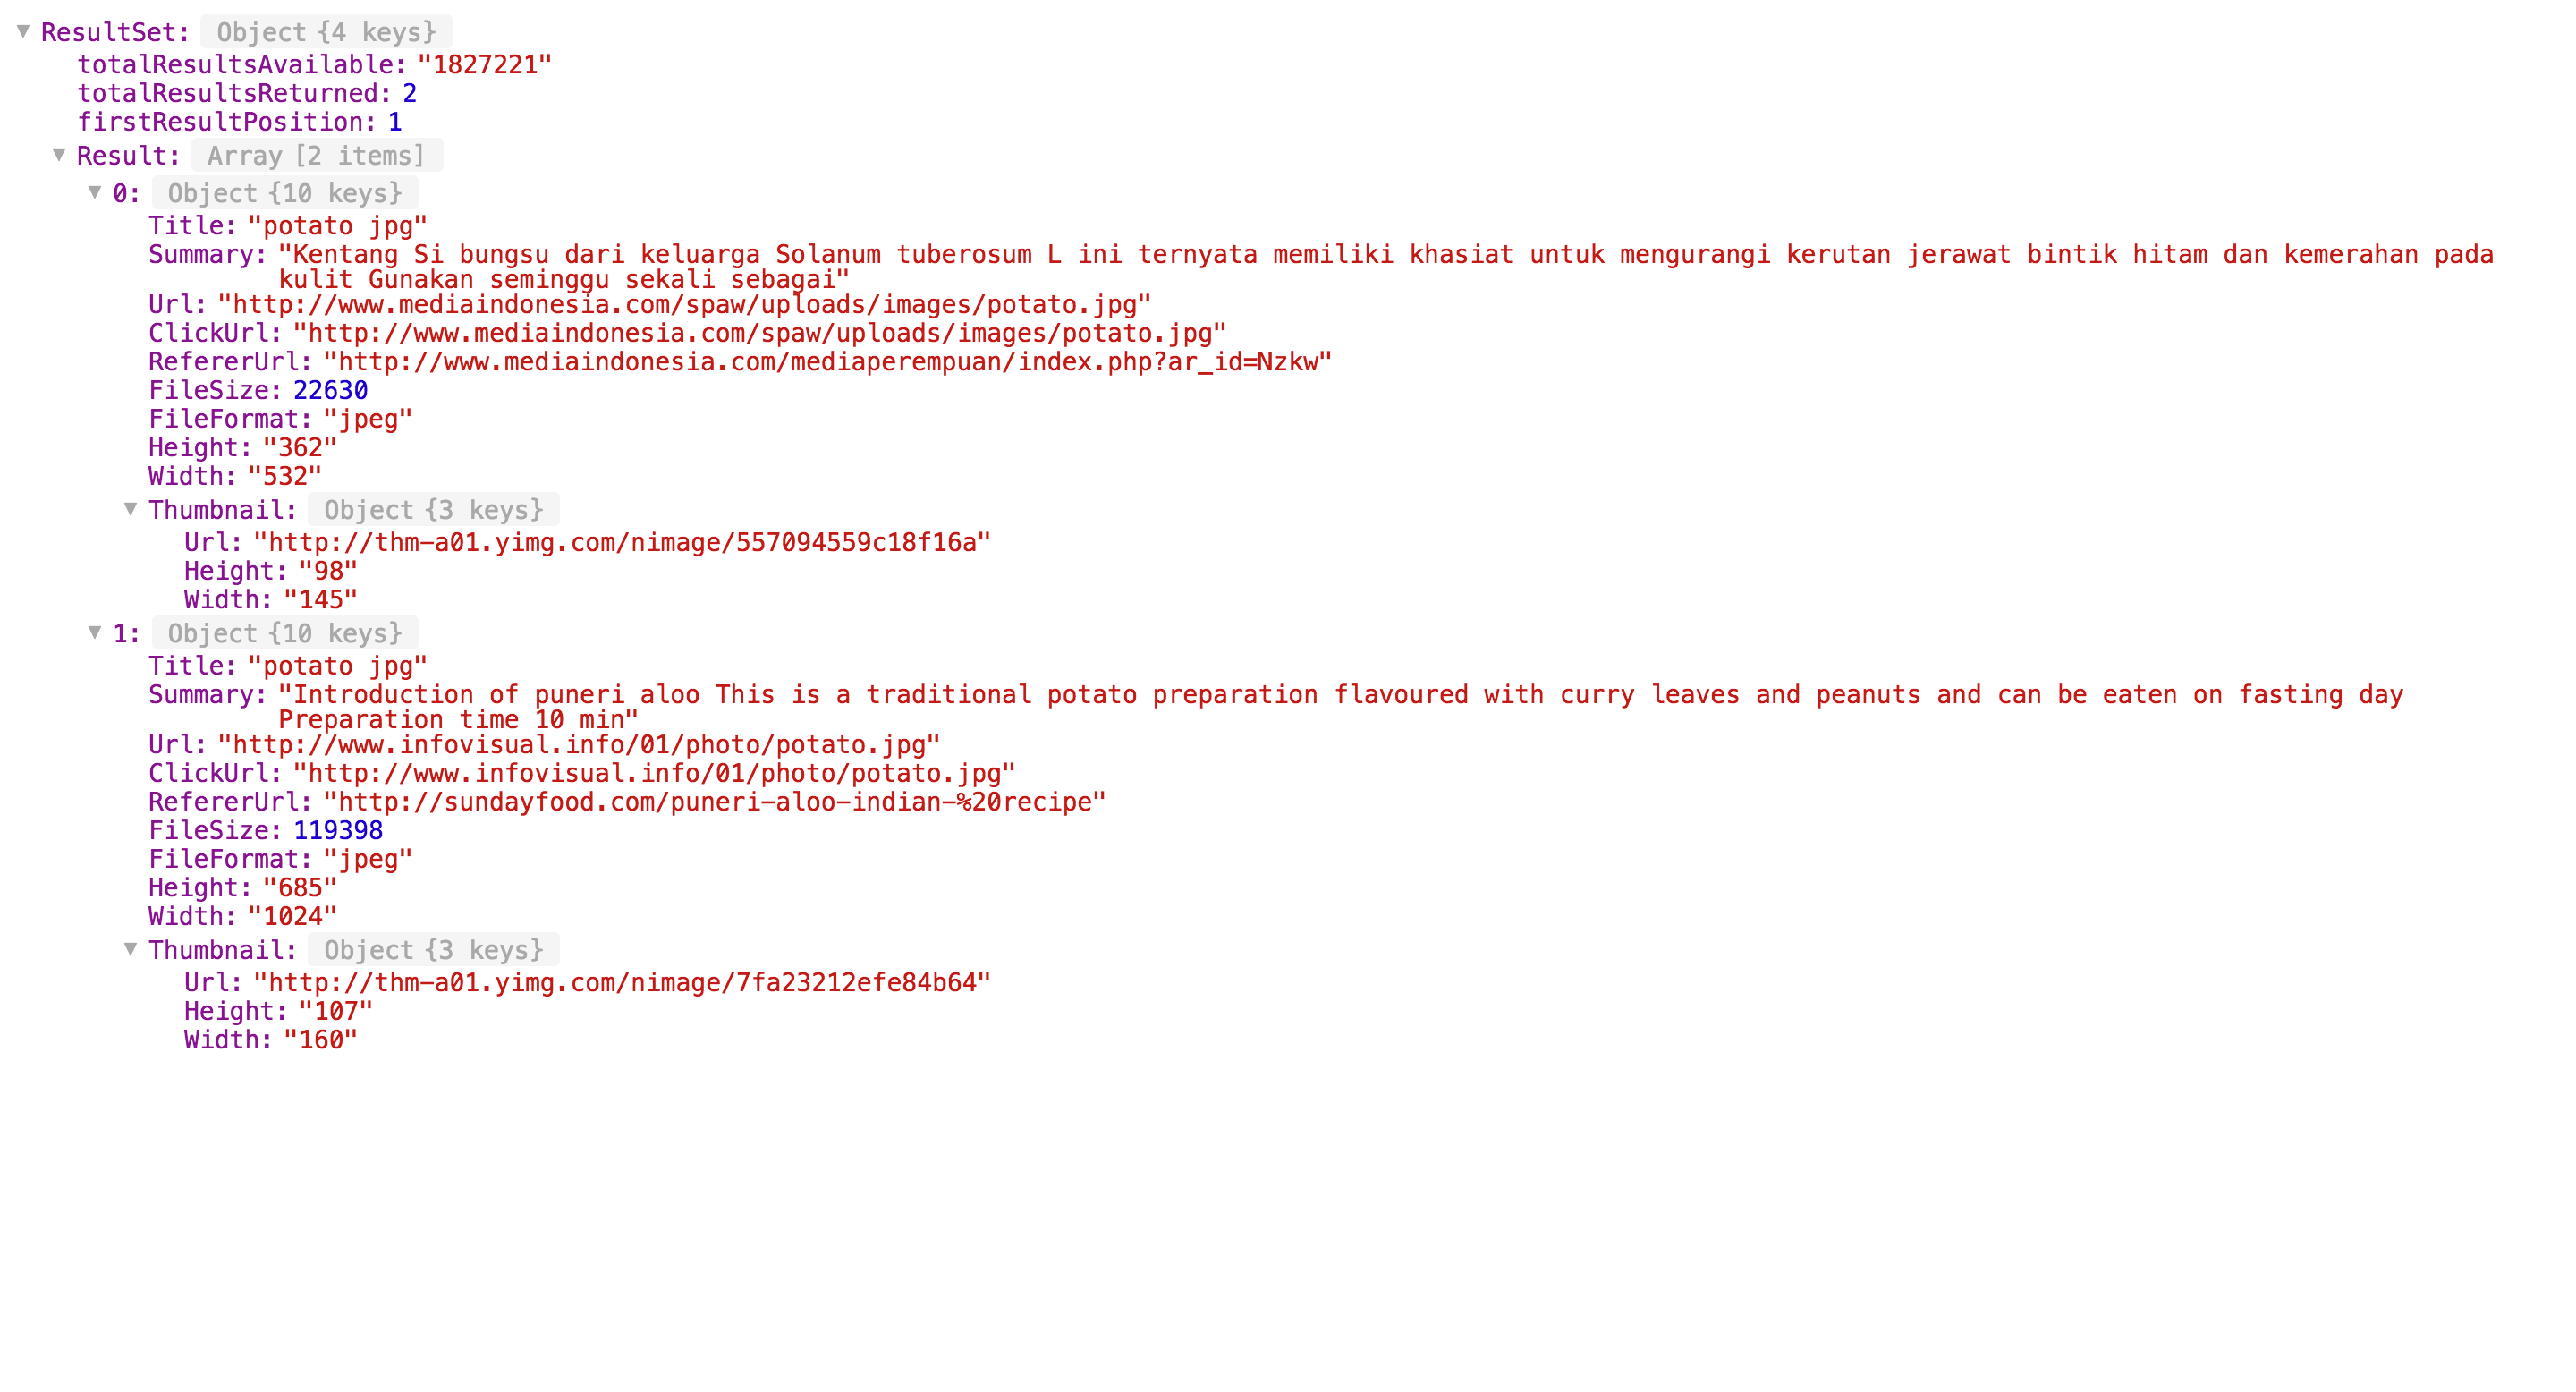 ▼ ResultSet: Object {4 keys}
totalResultsAvailable: "1827221"
totalResultsReturned: 2
firstResultPosition: 1
▼ Result: Array [2 items]
▼ 0: Object {10 keys}
Title: "potato jpg"
Summary: "Kentang Si bungsu dari keluarga Solanum tuberosum L ini ternyata memiliki khasiat untuk mengurangi kerutan jerawat bintik hitam dan kemerahan pada
kulit Gunakan seminggu sekali sebagai"
Url: "http://www.mediaindonesia.com/spaw/uploads/images/potato.jpg"
ClickUrl: "http://www.mediaindonesia.com/spaw/uploads/images/potato.jpg"
RefererUrl: "http://www.mediaindonesia.com/mediaperempuan/index.php?ar_id=Nzkw"
FileSize: 22630
FileFormat: "jpeg"
Height: "362"
Width: "532"
▼ Thumbnail: Object {3 keys}
Url: "http://thm-a01.yimg.com/nimage/557094559c18f16a"
Height: "98"
Width: "145"
▼ 1: Object {10 keys}
Title: "potato jpg"
Summary: "Introduction of puneri aloo This is a traditional potato preparation flavoured with curry leaves and peanuts and can be eaten on fasting day
Preparation time 10 min"
Url: "http://www.infovisual.info/01/photo/potato.jpg"
ClickUrl: "http://www.infovisual.info/01/photo/potato.jpg"
RefererUrl: "http://sundayfood.com/puneri-aloo-indian-%20recipe"
FileSize: 119398
FileFormat: "jpeg"
Height: "685"
Width: "1024"
▼ Thumbnail: Object {3 keys}
Url: "http://thm-a01.yimg.com/nimage/7fa23212efe84b64"
Height: "107"
Width: "160"